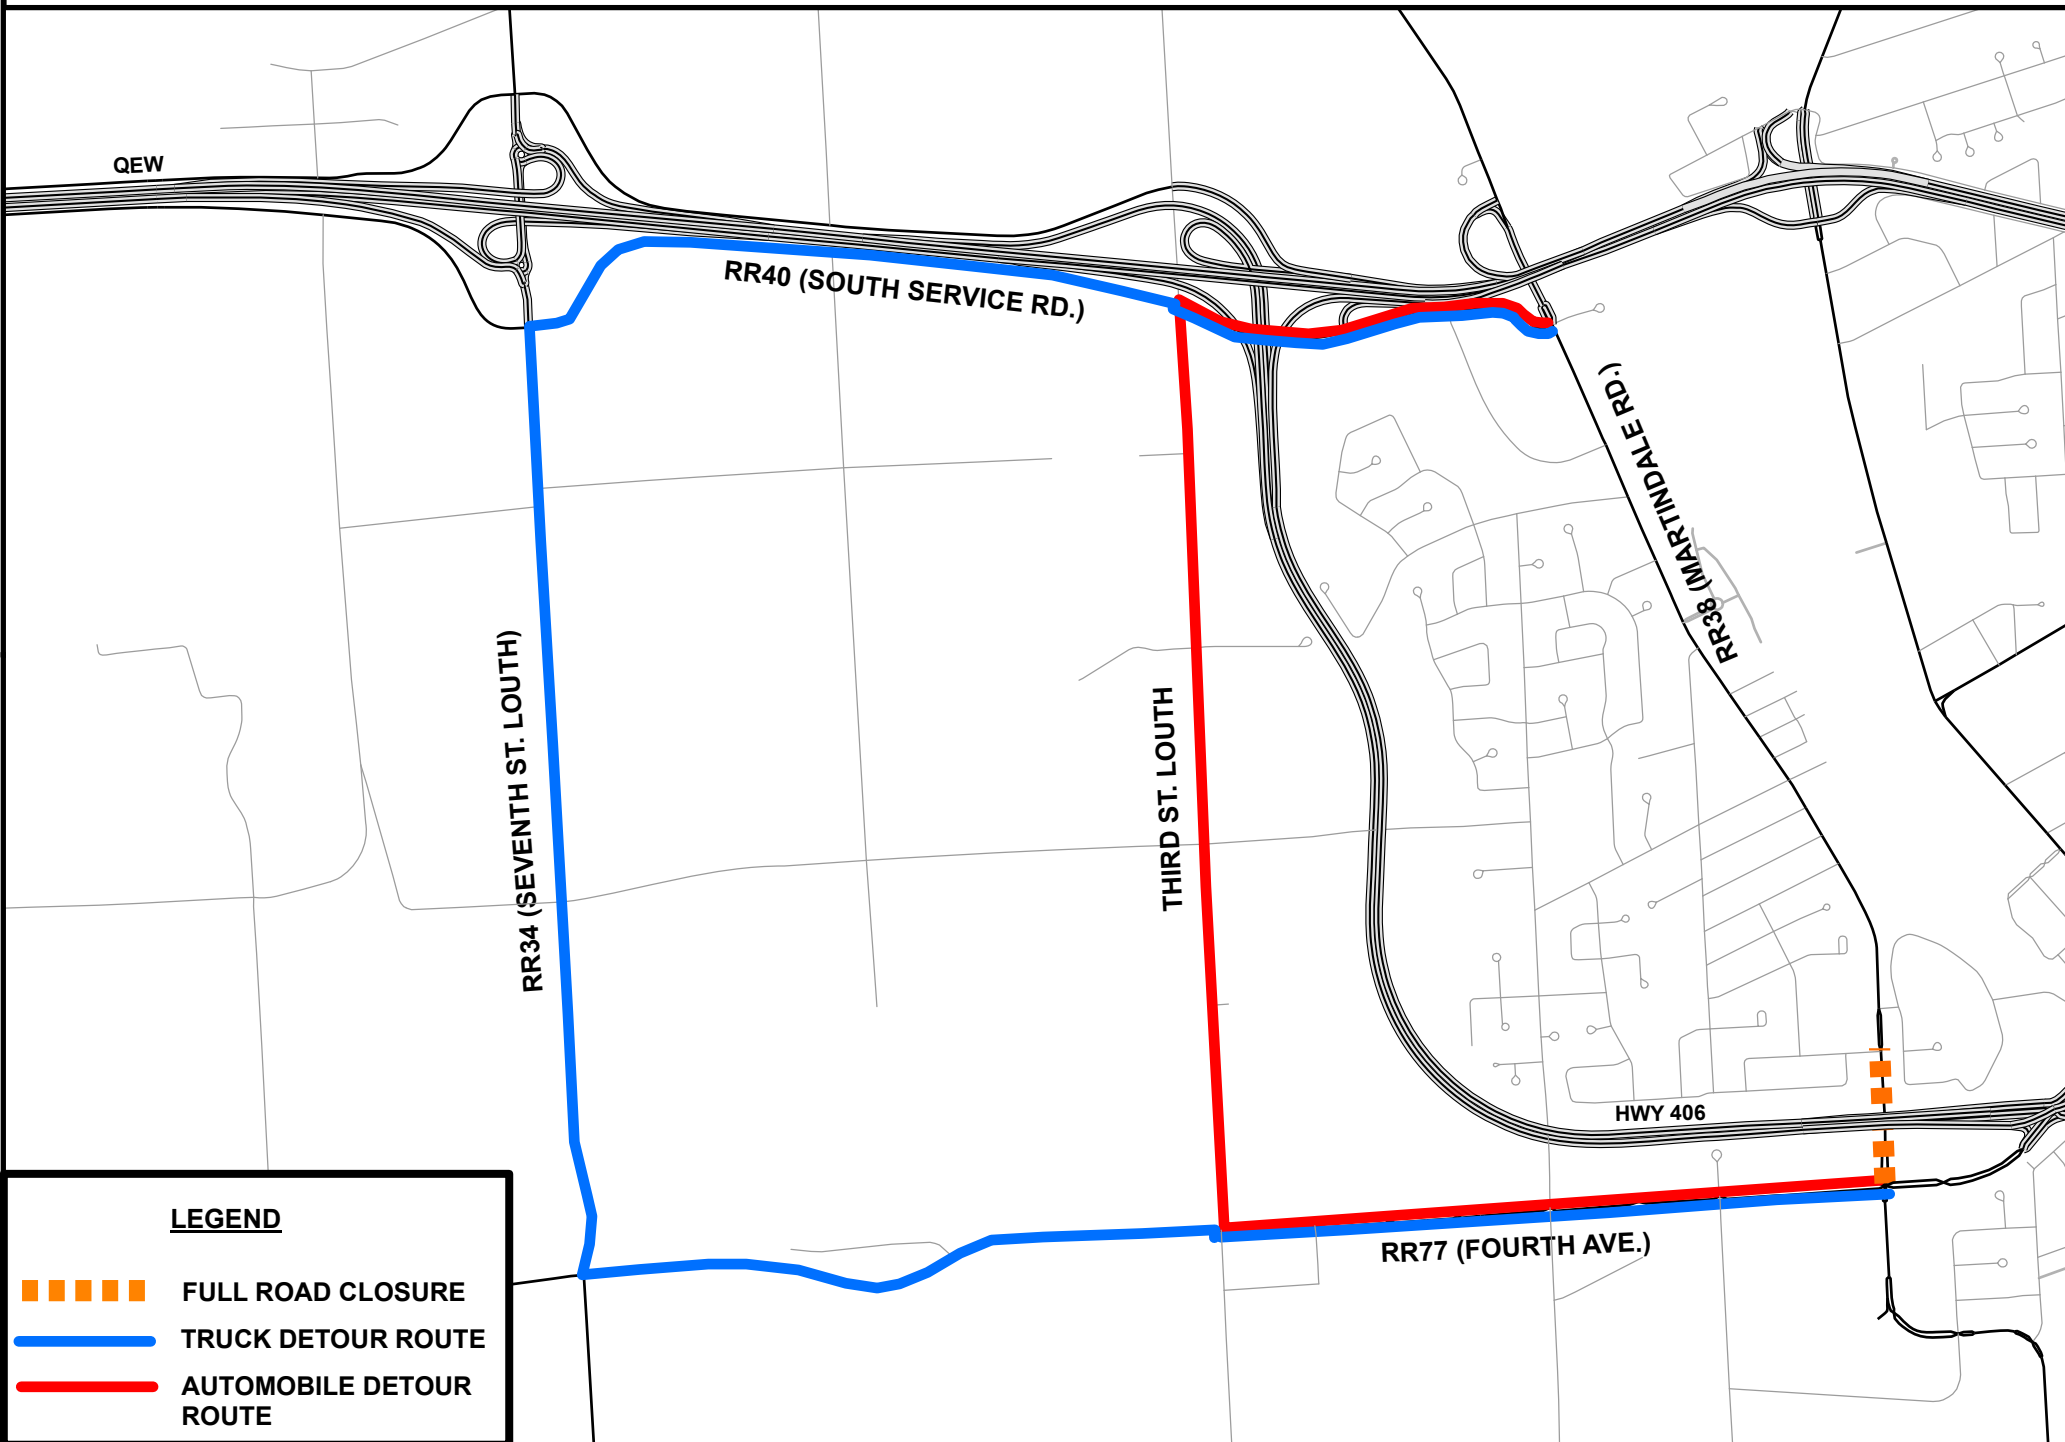 QEW
RR40 (SOUTH SERVICE RD.)
RR38 (MARTINDALE RD.)
RR34 (SEVENTH ST. LOUTH)
THIRD ST. LOUTH
HWY 406
RR77 (FOURTH AVE.)
LEGEND
FULL ROAD CLOSURE
TRUCK DETOUR ROUTE
AUTOMOBILE DETOUR
ROUTE